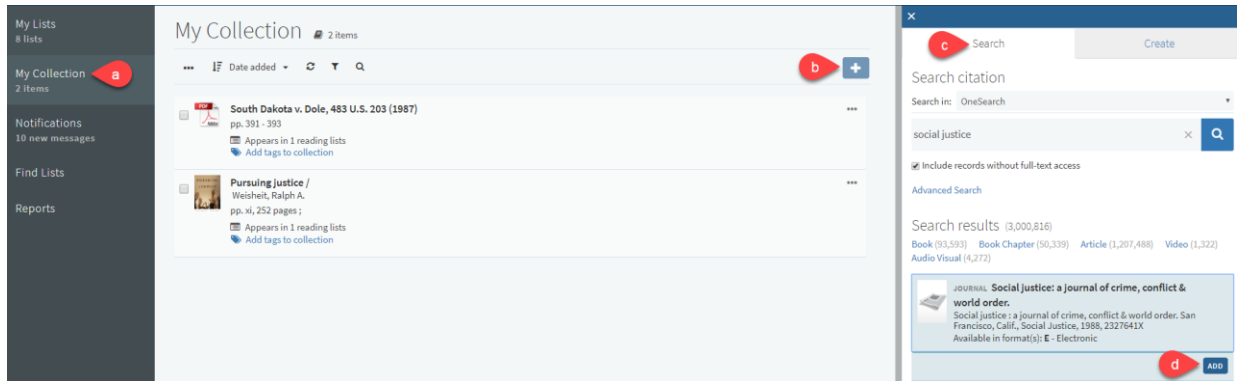 My Lists
8 lists
My Collection
a
2 items
Notifications
10 new messages
Find Lists
Reports
My Collection 2 items
Date added
b
South Dakota v. Dole, 483 U.S. 203 (1987)
pp. 391 - 393
Appears in 1 reading lists
Add tags to collection
Pursuing justice /
Weisheit, Ralph A.
pp. xi, 252 pages ;
Appears in 1 reading lists
Add tags to collection
c
Search Create
Search citation
Search in: OneSearch
social justice
Include records without full-text access
Advanced Search
Search results (3,000,816)
Book (93,593) Book Chapter (50,339) Article (1,207,488) Video (1,322)
Audio Visual (4,272)
JOURNAL Social justice: a journal of crime, conflict &
world order.
Social justice : a journal of crime, conflict & world order. San
Francisco, Calif., Social Justice, 1988, 2327641X
Available in format(s): E - Electronic
d ADD